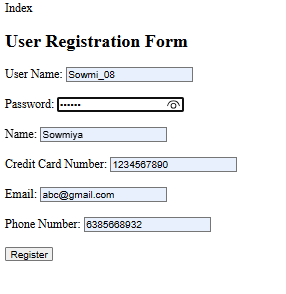 Index
User Registration Form
User Name: Sowmi_08
Password: ••••••
Name: Sowmiya
Credit Card Number: 1234567890
Email: abc@gmail.com
Phone Number: 6385668932
Register